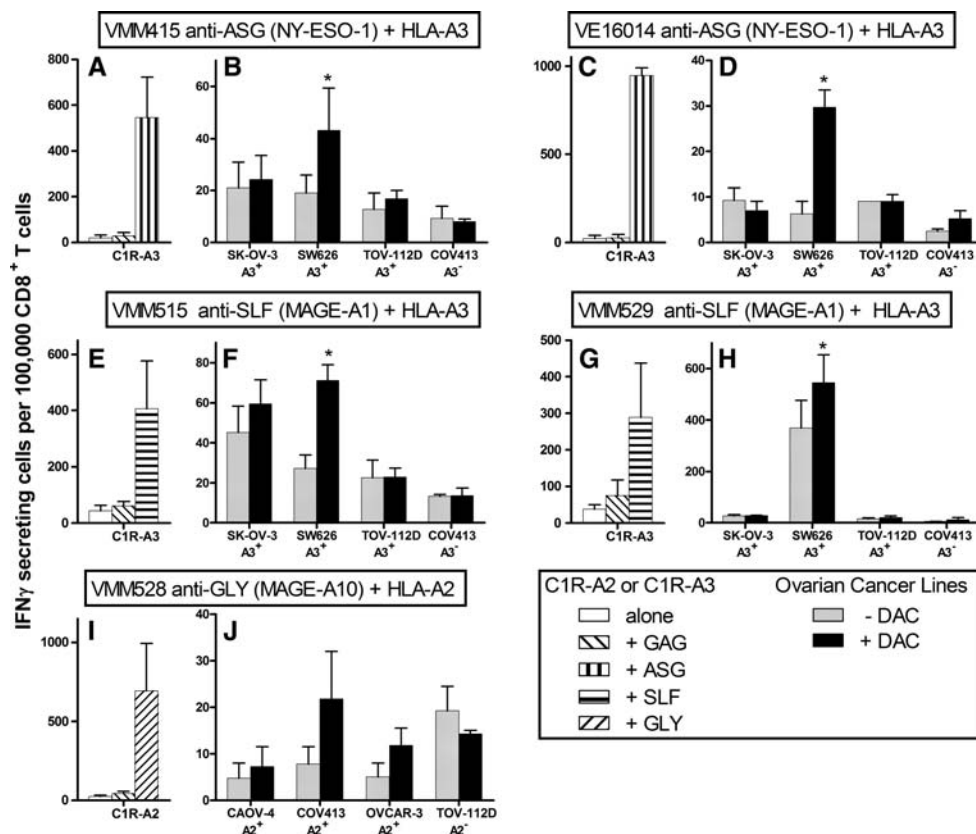 VMM415 anti-ASG (NY-ESO-1) + HLA-A3
VE16014 anti-ASG (NY-ESO-1) + HLA-A3
IFNγ secreting cells per 100,000 CD8⁺ T cells
A
800
600
400
200
0
C1R-A3
B
60
40
20
0
SK-OV-3 SW626 TOV-112D COV413
A3⁺ A3⁺ A3⁺ A3⁻
*
C
1000
500
0
C1R-A3
D
40
30
20
10
0
SK-OV-3 SW626 TOV-112D COV413
A3⁺ A3⁺ A3⁺ A3⁻
*
VMM515 anti-SLF (MAGE-A1) + HLA-A3
VMM529 anti-SLF (MAGE-A1) + HLA-A3
E
600
400
200
0
C1R-A3
F
80
60
40
20
0
SK-OV-3 SW626 TOV-112D COV413
A3⁺ A3⁺ A3⁺ A3⁻
*
G
500
400
300
200
100
0
C1R-A3
H
600
400
200
0
SK-OV-3 SW626 TOV-112D COV413
A3⁺ A3⁺ A3⁺ A3⁻
*
VMM528 anti-GLY (MAGE-A10) + HLA-A2
I
1000
500
0
C1R-A2
J
40
30
20
10
0
CAOV-4 COV413 OVCAR-3 TOV-112D
A2⁺ A2⁺ A2⁺ A2⁻
C1R-A2 or C1R-A3
alone
+ GAG
+ ASG
+ SLF
+ GLY
Ovarian Cancer Lines
- DAC
+ DAC